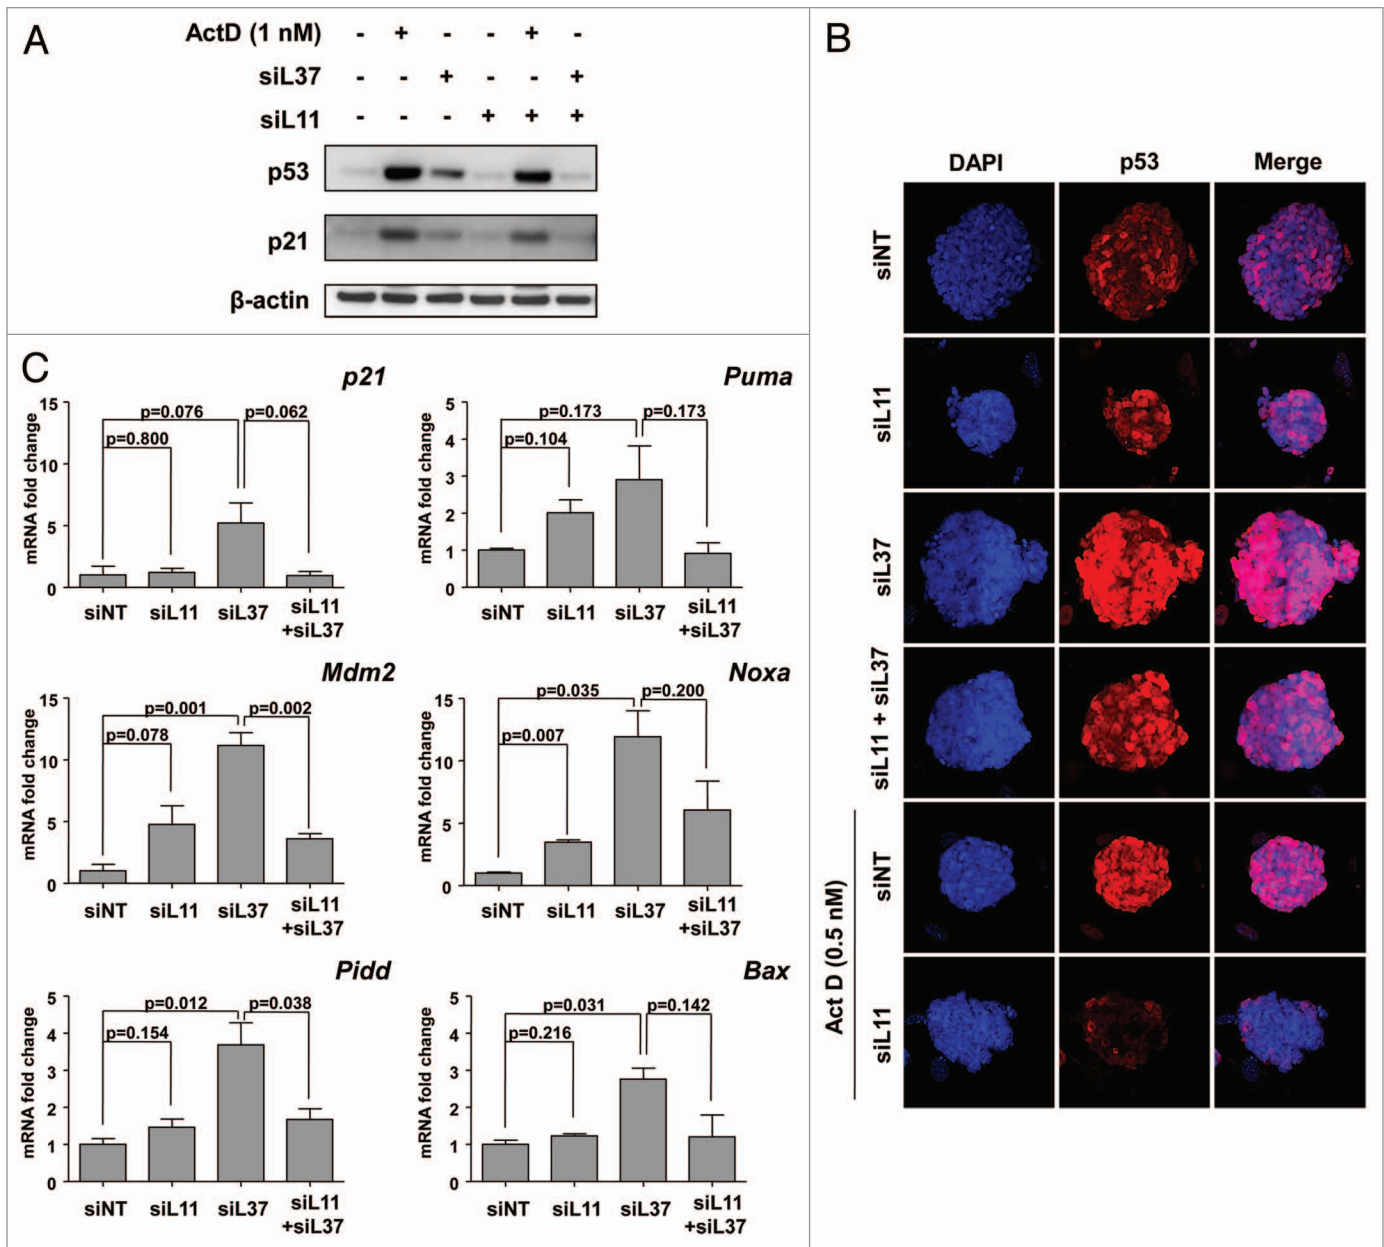 A
ActD (1 nM) - + - - + -
siL37 - - + - - +
siL11 - - - + + +
p53
p21
β-actin
B
DAPI p53 Merge
siNT
siL11
siL37
siL11 + siL37
Act D (0.5 nM)
siNT
siL11
C
p21
mRNA fold change
15
10
5
0
p=0.076 p=0.062
p=0.800
siNT siL11 siL37 siL11
+siL37
Puma
mRNA fold change
5
4
3
2
1
0
p=0.173 p=0.173
p=0.104
siNT siL11 siL37 siL11
+siL37
Mdm2
mRNA fold change
15
10
5
0
p=0.001 p=0.002
p=0.078
siNT siL11 siL37 siL11
+siL37
Noxa
mRNA fold change
15
10
5
0
p=0.035 p=0.200
p=0.007
siNT siL11 siL37 siL11
+siL37
Pidd
mRNA fold change
5
4
3
2
1
0
p=0.012 p=0.038
p=0.154
siNT siL11 siL37 siL11
+siL37
Bax
mRNA fold change
5
4
3
2
1
0
p=0.031 p=0.142
p=0.216
siNT siL11 siL37 siL11
+siL37